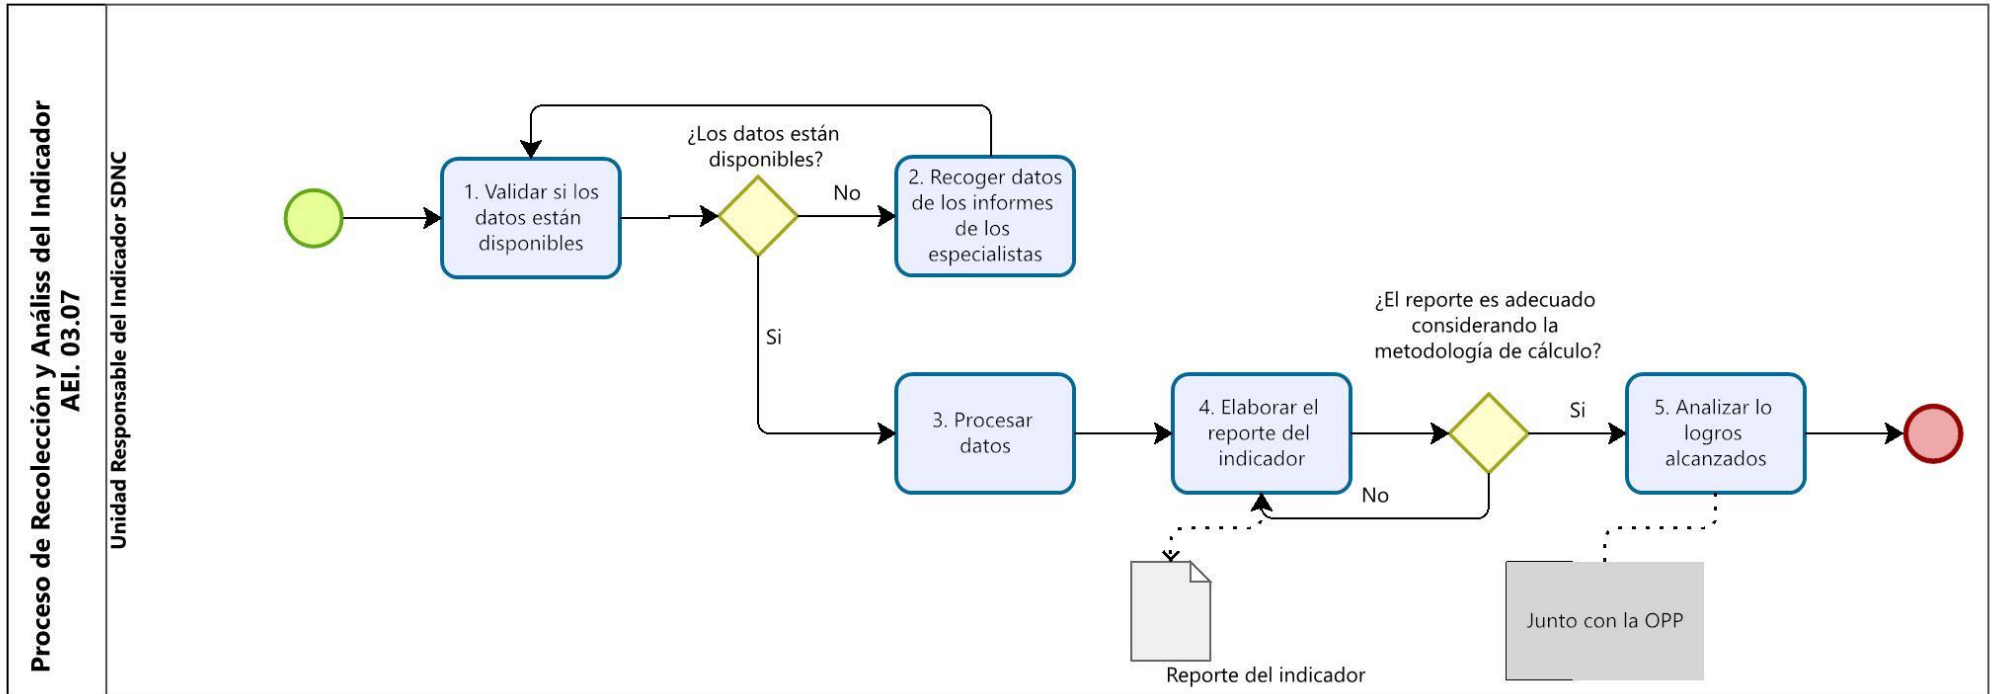 Proceso de Recolección y Análiss del Indicador
AEI. 03.07
Unidad Responsable del Indicador SDNC
1. Validar si los
datos están
disponibles
¿Los datos están
disponibles?
No
2. Recoger datos
de los informes
de los
especialistas
Si
3. Procesar
datos
4. Elaborar el
reporte del
indicador
¿El reporte es adecuado
considerando la
metodología de cálculo?
Si
No
5. Analizar lo
logros
alcanzados
Reporte del indicador
Junto con la OPP